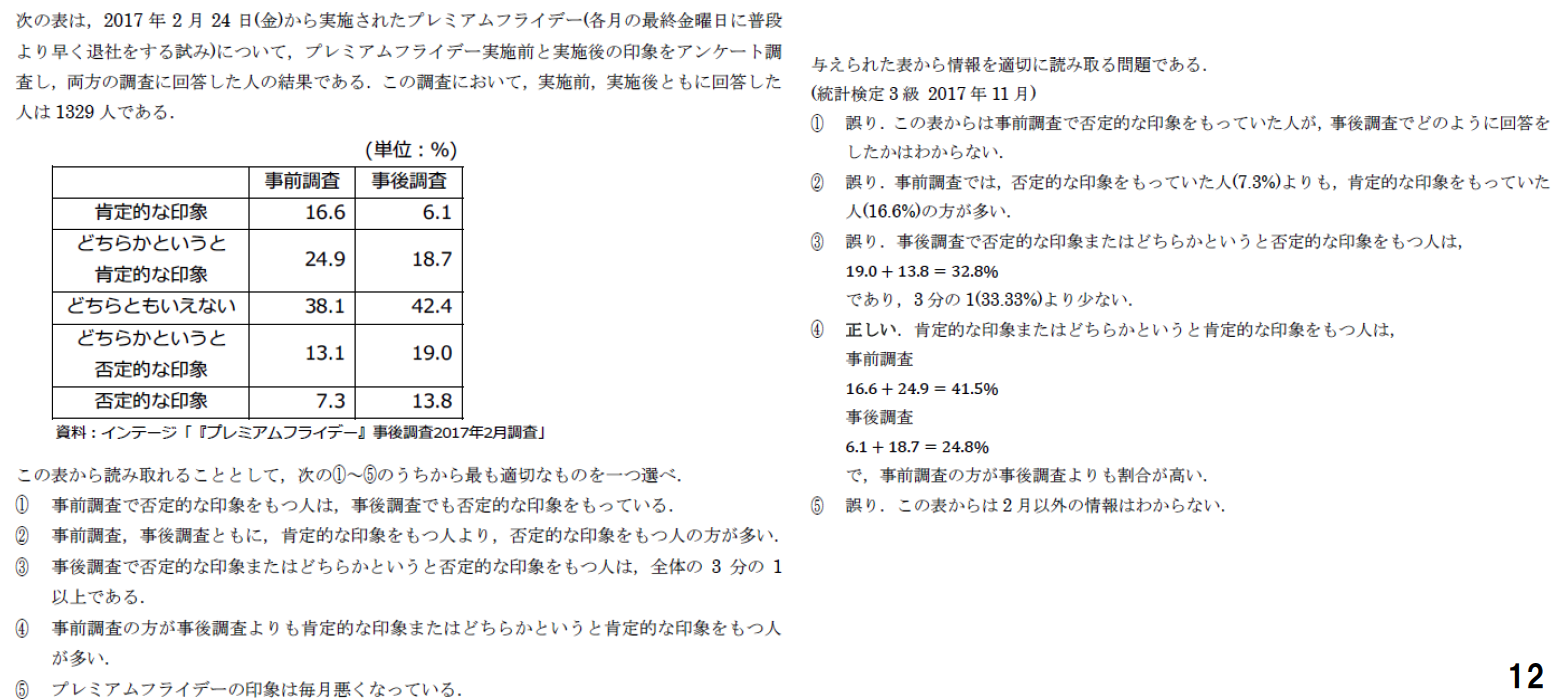 次の表は，2017 年 2 月 24 日(金)から実施されたプレミアムフライデー(各月の最終金曜日に普段
より早く退社をする試み)について，プレミアムフライデー実施前と実施後の印象をアンケート調
査し，両方の調査に回答した人の結果である．この調査において，実施前，実施後ともに回答した
人は 1329 人である．
(単位：%)
事前調査 事後調査
肯定的な印象 16.6 6.1
どちらかというと
肯定的な印象 24.9 18.7
どちらともいえない 38.1 42.4
どちらかというと
否定的な印象 13.1 19.0
否定的な印象 7.3 13.8
資料：インテージ「『プレミアムフライデー』事後調査2017年2月調査」
この表から読み取れることとして，次の①～⑤のうちから最も適切なものを一つ選べ．
① 事前調査で否定的な印象をもつ人は，事後調査でも否定的な印象をもっている．
② 事前調査，事後調査ともに，肯定的な印象をもつ人より，否定的な印象をもつ人の方が多い．
③ 事後調査で否定的な印象またはどちらかというと否定的な印象をもつ人は，全体の 3 分の 1
以上である．
④ 事前調査の方が事後調査よりも肯定的な印象またはどちらかというと肯定的な印象をもつ人
が多い．
⑤ プレミアムフライデーの印象は毎月悪くなっている．
与えられた表から情報を適切に読み取る問題である．
(統計検定 3 級 2017 年 11 月)
① 誤り．この表からは事前調査で否定的な印象をもっていた人が，事後調査でどのように回答を
したかはわからない．
② 誤り．事前調査では，否定的な印象をもっていた人(7.3%)よりも，肯定的な印象をもっていた
人(16.6%)の方が多い．
③ 誤り．事後調査で否定的な印象またはどちらかというと否定的な印象をもつ人は，
19.0 + 13.8 = 32.8%
であり，3 分の 1(33.33%)より少ない．
④ 正しい．肯定的な印象またはどちらかというと肯定的な印象をもつ人は，
事前調査
16.6 + 24.9 = 41.5%
事後調査
6.1 + 18.7 = 24.8%
で，事前調査の方が事後調査よりも割合が高い．
⑤ 誤り．この表からは 2 月以外の情報はわからない．
12